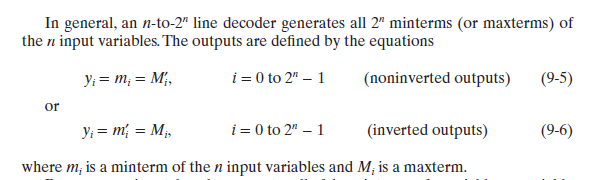 In general, an n-to-2ⁿ line decoder generates all 2ⁿ minterms (or maxterms) of
the n input variables. The outputs are defined by the equations
yᵢ = mᵢ = M′ᵢ, i = 0 to 2ⁿ – 1 (noninverted outputs) (9-5)
or
yᵢ = m′ᵢ = Mᵢ, i = 0 to 2ⁿ – 1 (inverted outputs) (9-6)
where mᵢ is a minterm of the n input variables and Mᵢ is a maxterm.